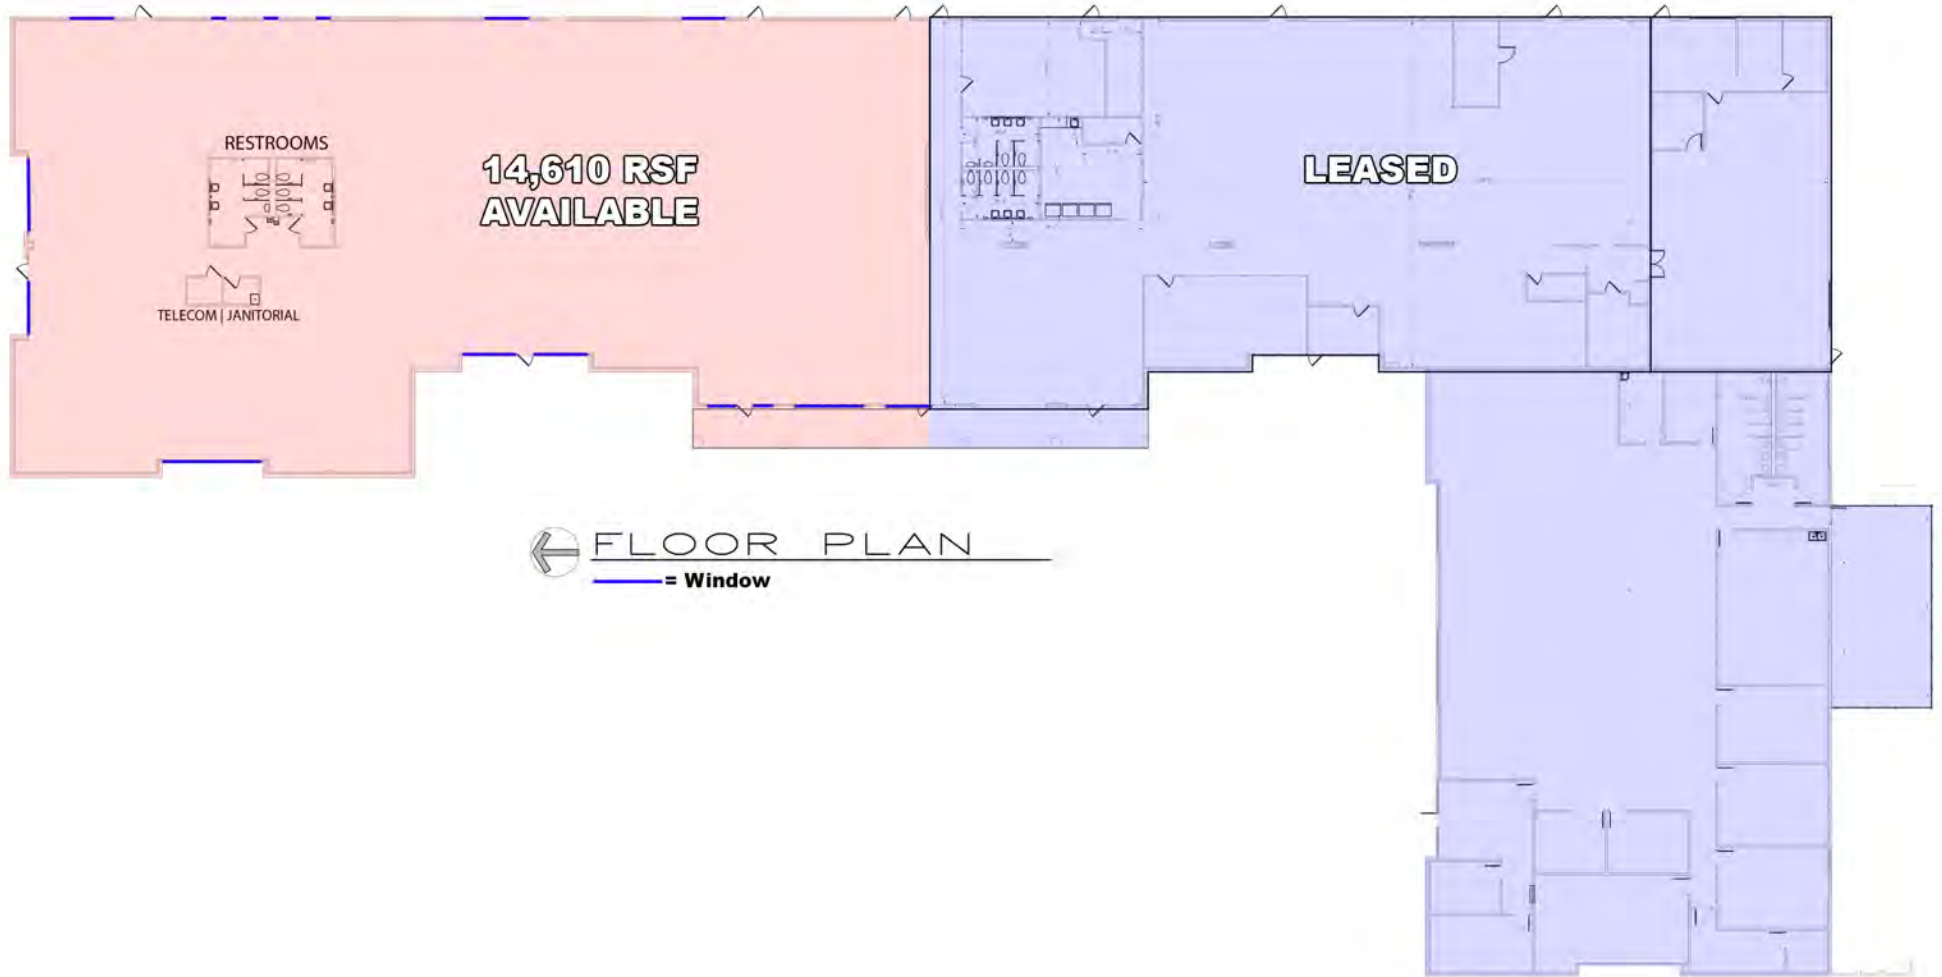 RESTROOMS
14,610 RSF
AVAILABLE
LEASED
TELECOM | JANITORIAL
FLOOR PLAN
= Window